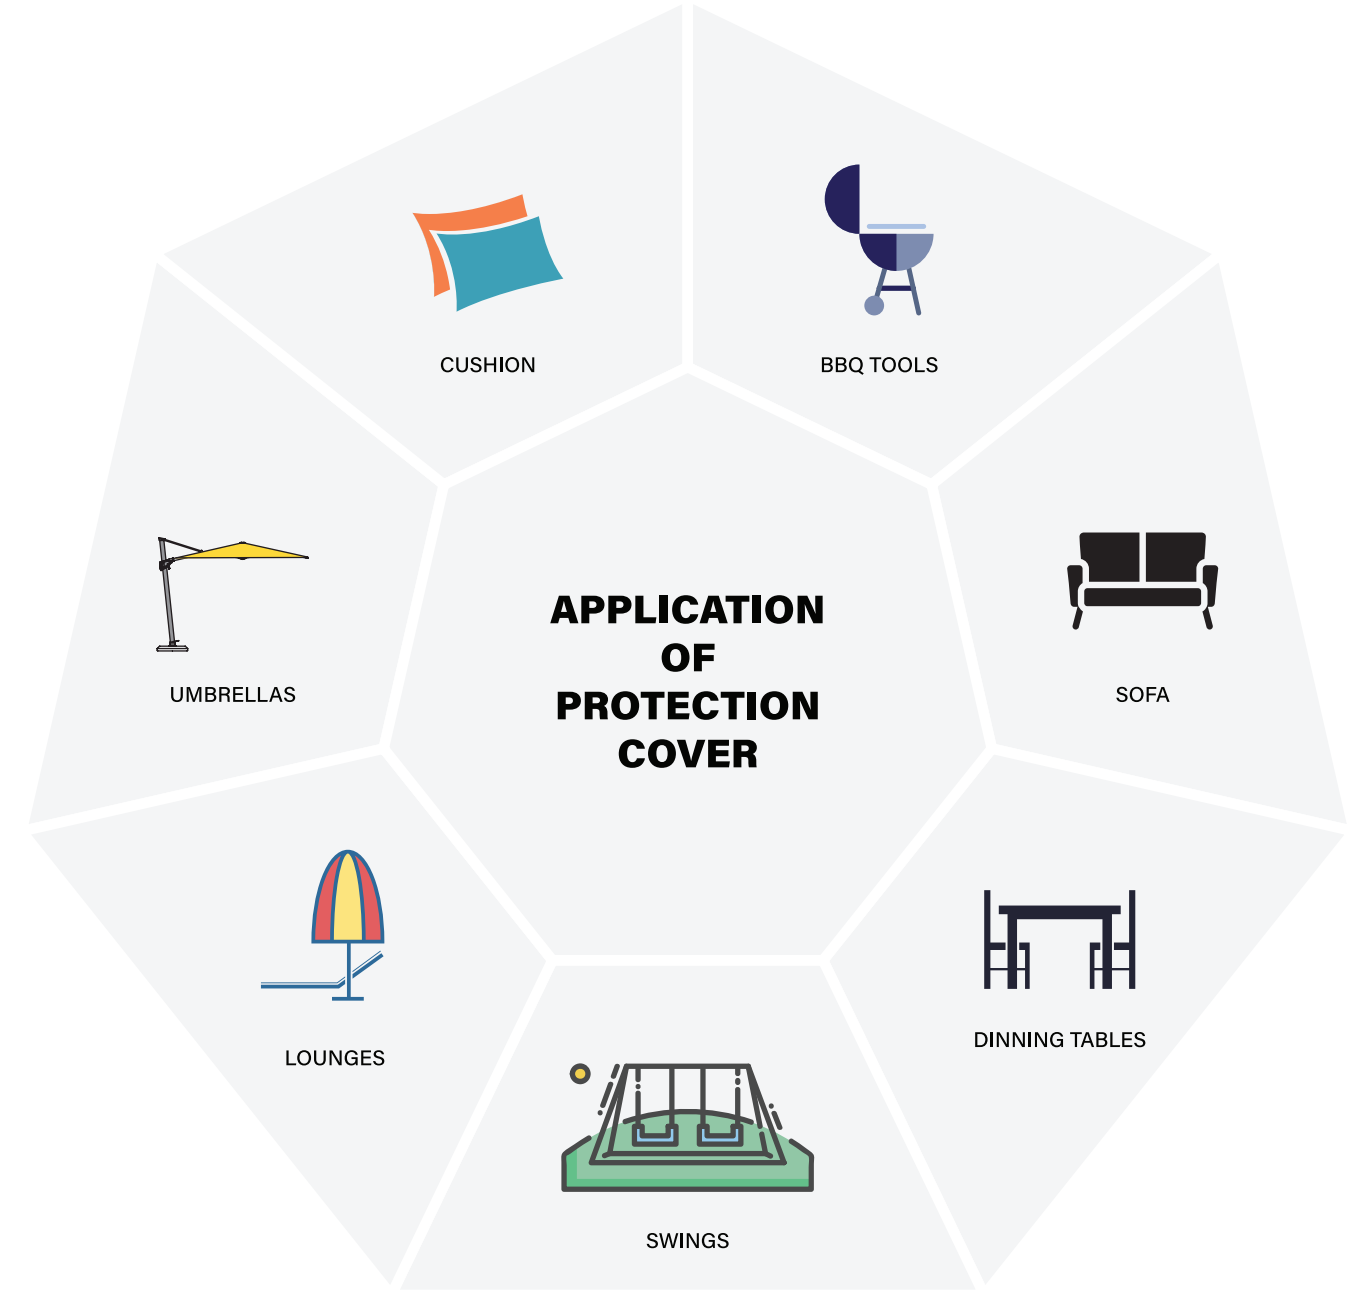 CUSHION
BBQ TOOLS
APPLICATION
OF
PROTECTION
COVER
UMBRELLAS
SOFA
LOUNGES
DINNING TABLES
SWINGS